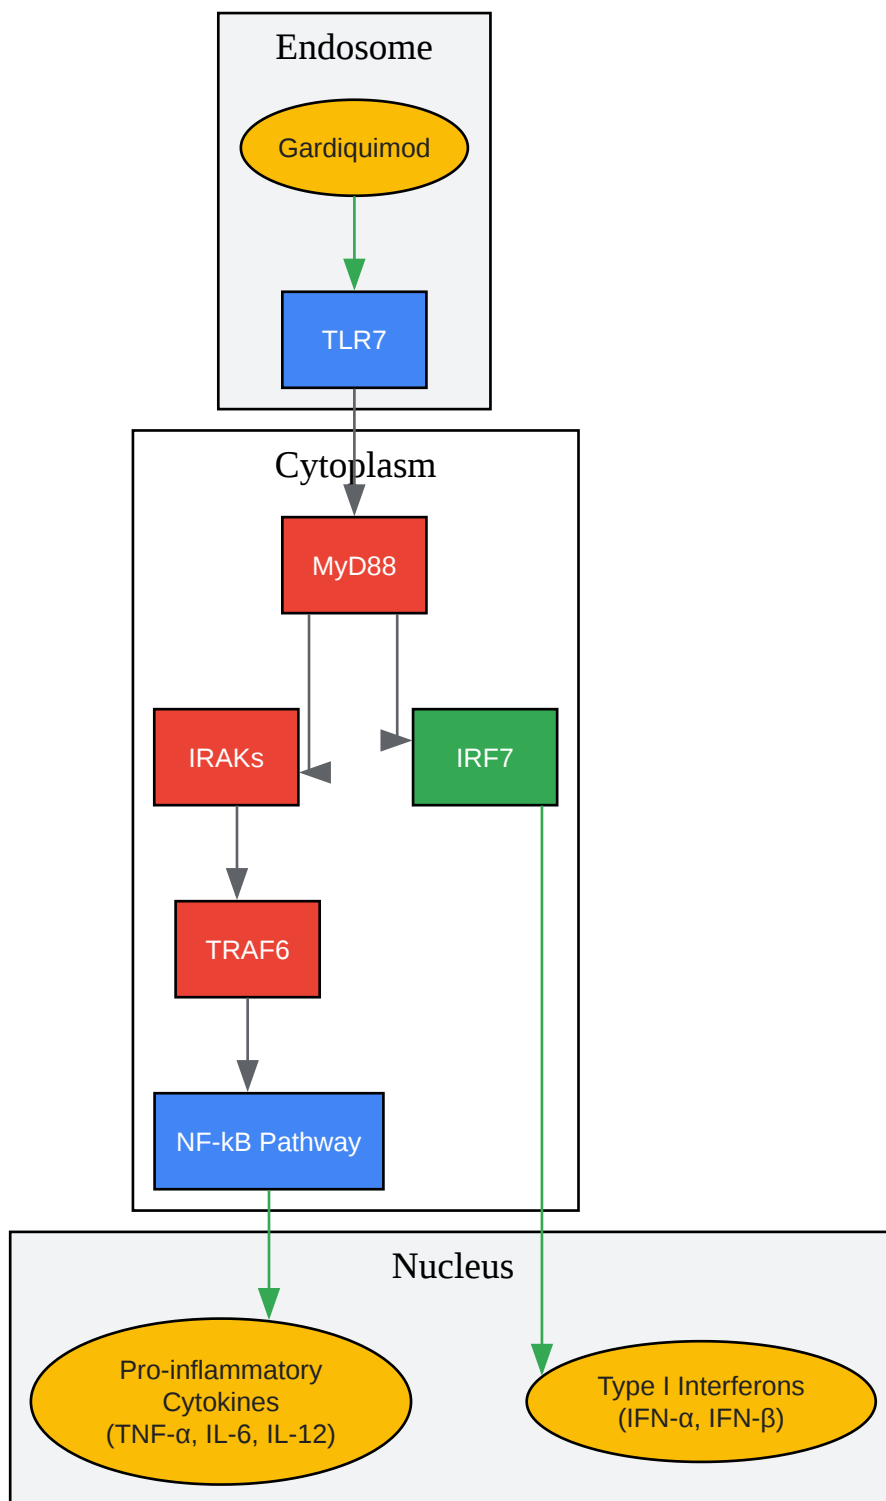 Endosome
Gardiquimod
TLR7
Cytoplasm
MyD88
IRAKs
IRF7
TRAF6
NF-kB Pathway
Nucleus
Pro-inflammatory
Cytokines
(TNF-α, IL-6, IL-12)
Type I Interferons
(IFN-α, IFN-β)